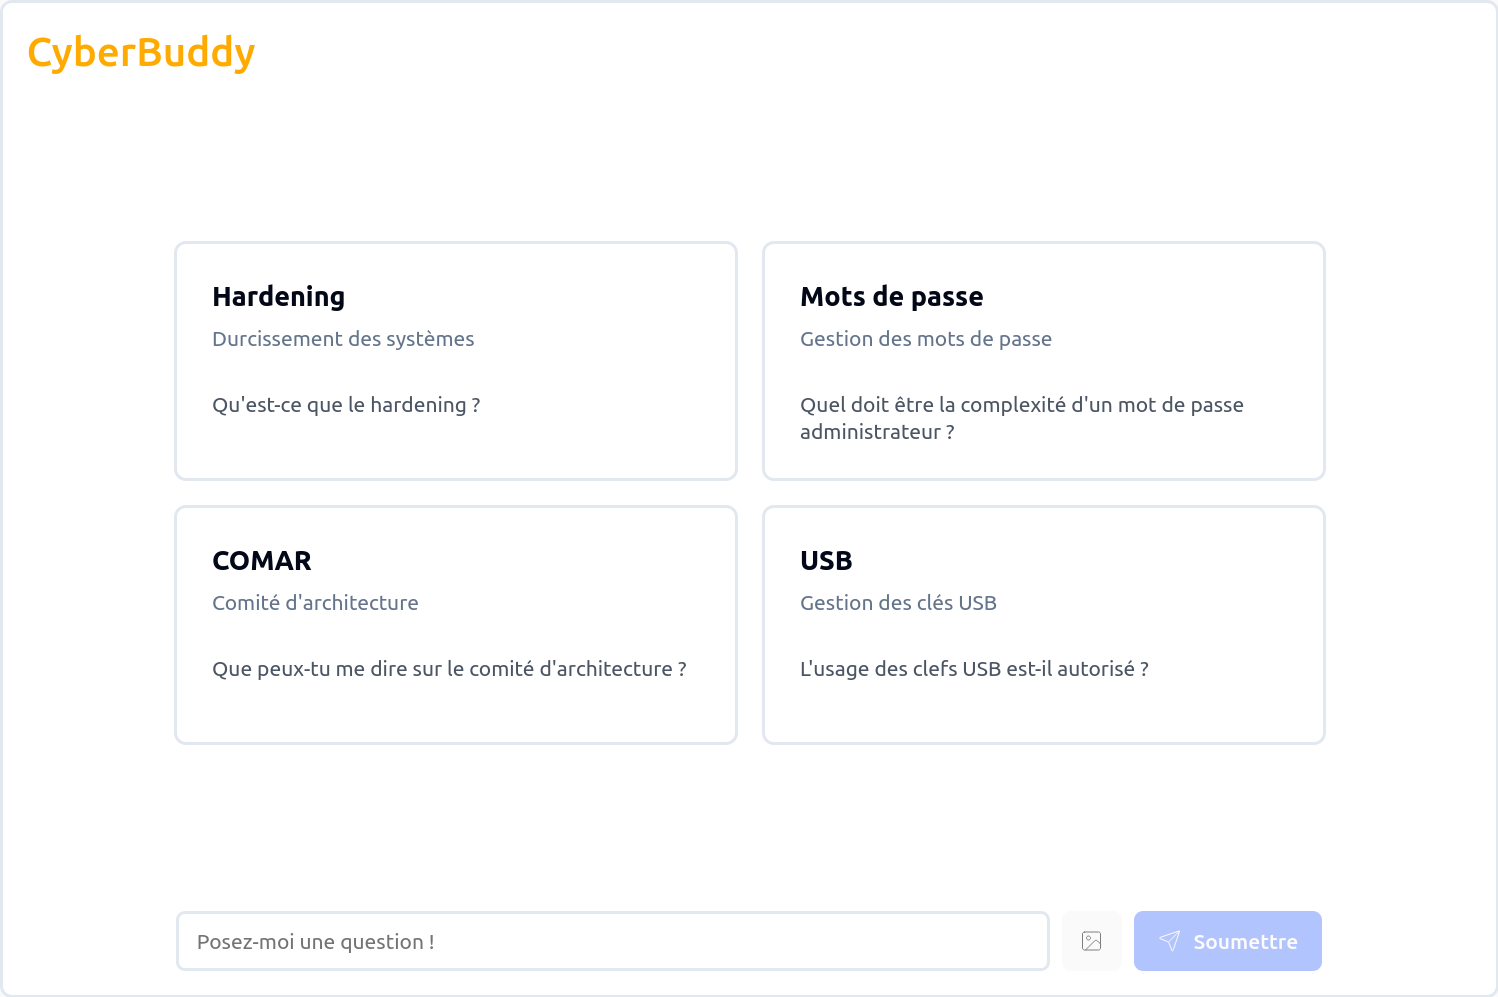 CyberBuddy
Hardening
Durcissement des systèmes
Qu'est-ce que le hardening ?
Mots de passe
Gestion des mots de passe
Quel doit être la complexité d'un mot de passe
administrateur ?
COMAR
Comité d'architecture
Que peux-tu me dire sur le comité d'architecture ?
USB
Gestion des clés USB
L'usage des clefs USB est-il autorisé ?
Posez-moi une question !
Soumettre